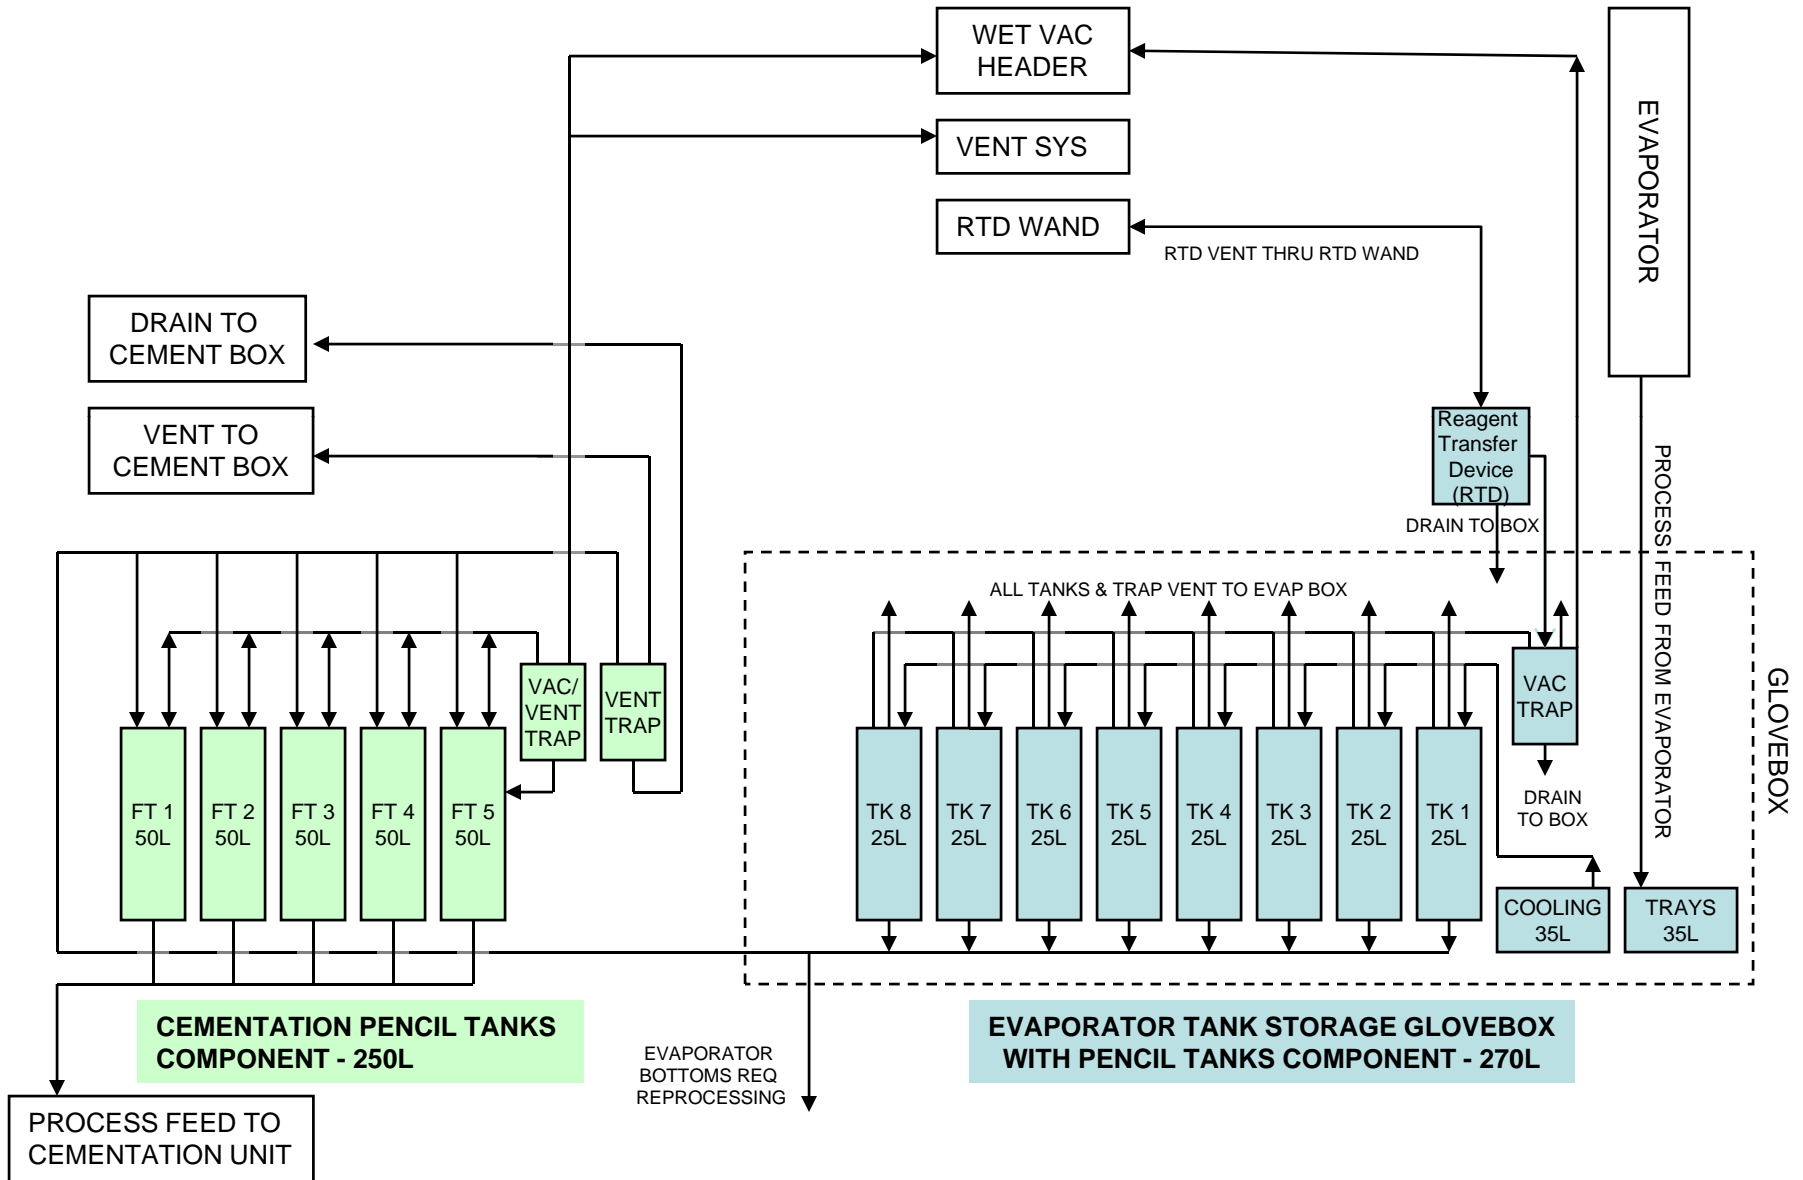 WET VAC
HEADER
VENT SYS
RTD WAND
RTD VENT THRU RTD WAND
EVAPORATOR
DRAIN TO
CEMENT BOX
VENT TO
CEMENT BOX
Reagent
Transfer
Device
(RTD)
DRAIN TO BOX
PROCESS FEED FROM EVAPORATOR
GLOVEBOX
ALL TANKS & TRAP VENT TO EVAP BOX
VAC/
VENT
TRAP
VENT
TRAP
VAC
TRAP
DRAIN
TO BOX
FT 1
50L
FT 2
50L
FT 3
50L
FT 4
50L
FT 5
50L
TK 8
25L
TK 7
25L
TK 6
25L
TK 5
25L
TK 4
25L
TK 3
25L
TK 2
25L
TK 1
25L
COOLING
35L
TRAYS
35L
CEMENTATION PENCIL TANKS
COMPONENT - 250L
EVAPORATOR TANK STORAGE GLOVEBOX
WITH PENCIL TANKS COMPONENT - 270L
EVAPORATOR
BOTTOMS REQ
REPROCESSING
PROCESS FEED TO
CEMENTATION UNIT